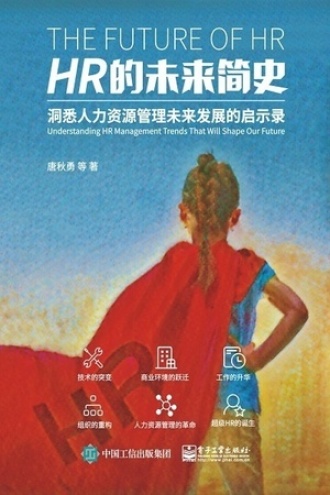 THE FUTURE OF HR
HR的未来简史
洞悉人力资源管理未来发展的启示录
Understanding HR Management Trends That Will Shape Our Future
唐秋勇 等 著
HR
技术的突变
商业环境的跃迁
工作的升华
组织的重构
人力资源管理的革命
超级HR的诞生
中国工信出版集团
电子工业出版社